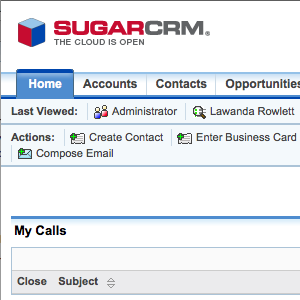 SUGARCRM®
THE CLOUD IS OPEN
Home Accounts Contacts Opportunities
Last Viewed: Administrator Lawanda Rowlett
Actions: Create Contact Enter Business Card
Compose Email
My Calls
Close Subject